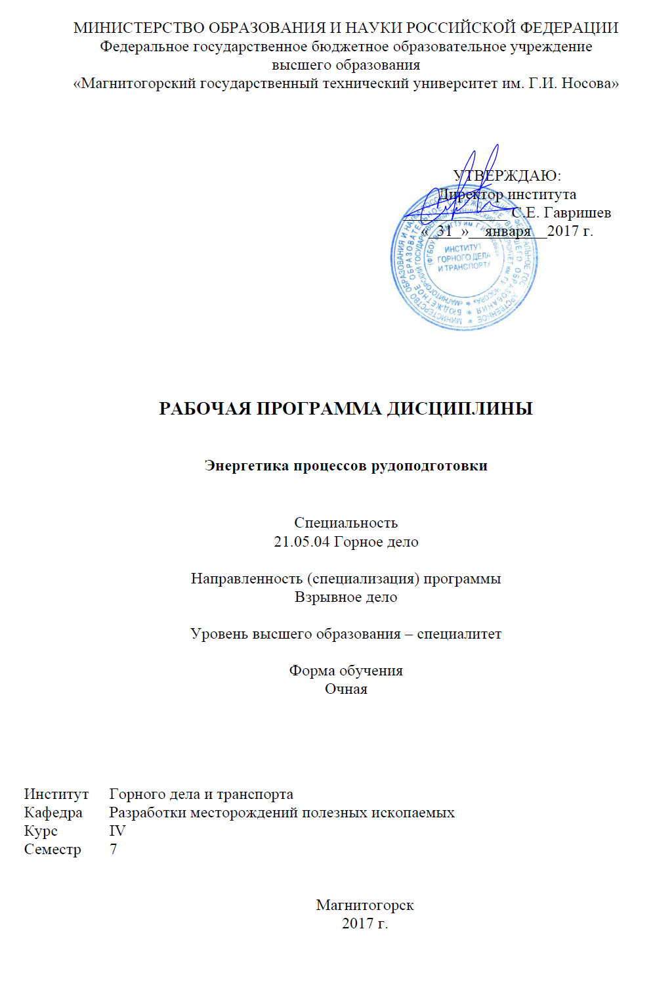 МИНИСТЕРСТВО ОБРАЗОВАНИЯ И НАУКИ РОССИЙСКОЙ ФЕДЕРАЦИИ
Федеральное государственное бюджетное образовательное учреждение
высшего образования
«Магнитогорский государственный технический университет им. Г.И. Носова»
УТВЕРЖДАЮ:
Директор института
С.Е. Гавришев
« 31 » января 2017 г.
ИНСТИТУТ
ГОРНОГО ДЕЛА
И ТРАНСПОРТА
РАБОЧАЯ ПРОГРАММА ДИСЦИПЛИНЫ
Энергетика процессов рудоподготовки
Специальность
21.05.04 Горное дело
Направленность (специализация) программы
Взрывное дело
Уровень высшего образования – специалитет
Форма обучения
Очная
Институт Горного дела и транспорта
Кафедра Разработки месторождений полезных ископаемых
Курс IV
Семестр 7
Магнитогорск
2017 г.